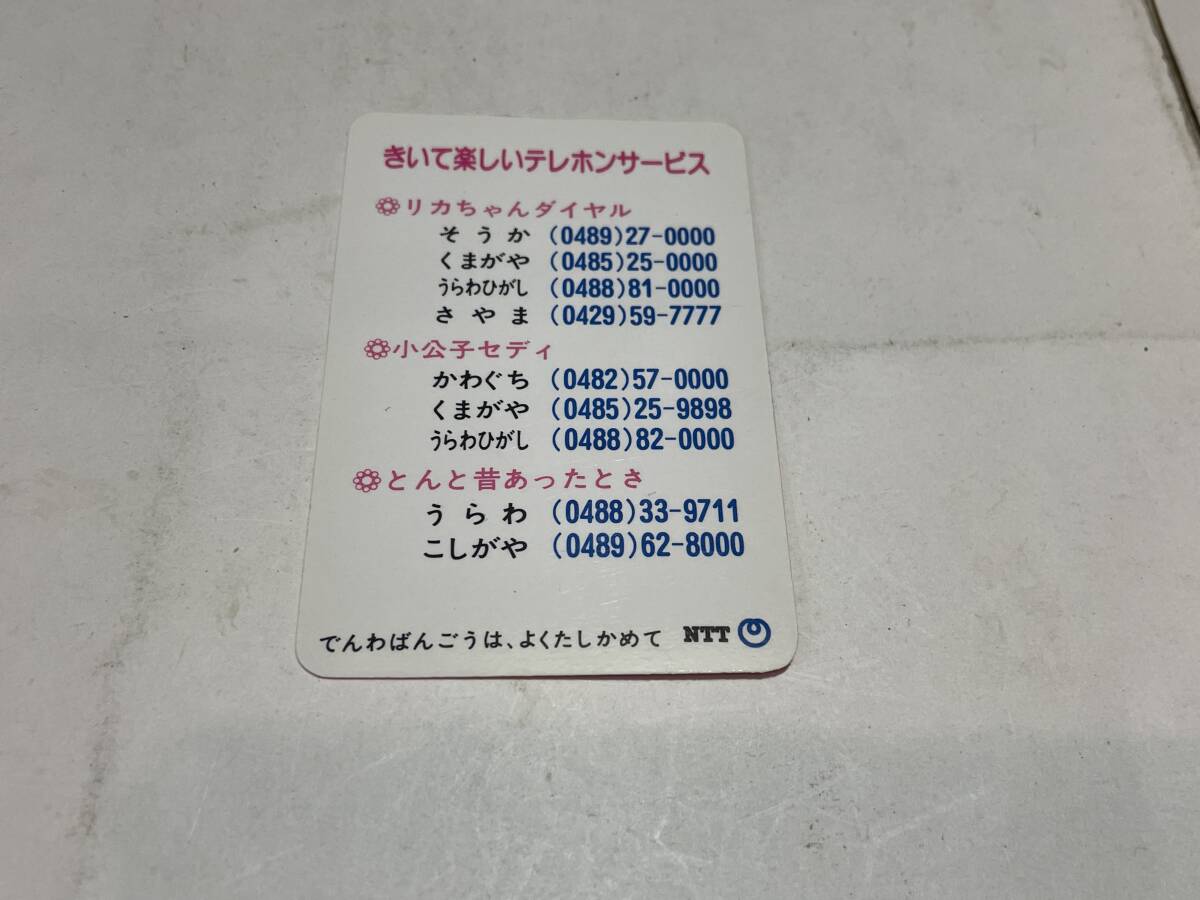 きいて楽しいテレホンサービス
リカちゃんダイヤル
そうか (0489)27-0000
くまがや (0485)25-0000
うらわひがし (0488)81-0000
さやま (0429)59-7777
小公子セディ
かわぐち (0482)57-0000
くまがや (0485)25-9898
うらわひがし (0488)82-0000
とんと昔あったとさ
うらわ (0488)33-9711
こしがや (0489)62-8000
でんわばんごうは、よくたしかめて NTT